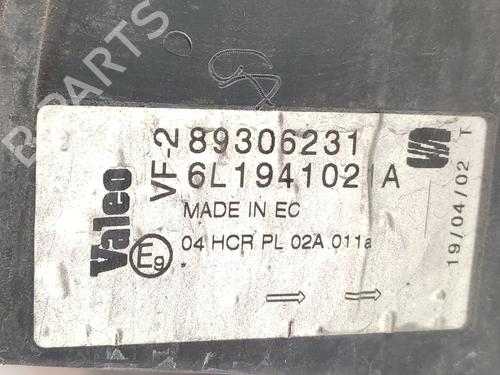 B-PARTS
Valeo
VF-2
89306231
6L1941021A
MADE IN EC
E9
04 HCR PL 02A 011a
19/04/02 T